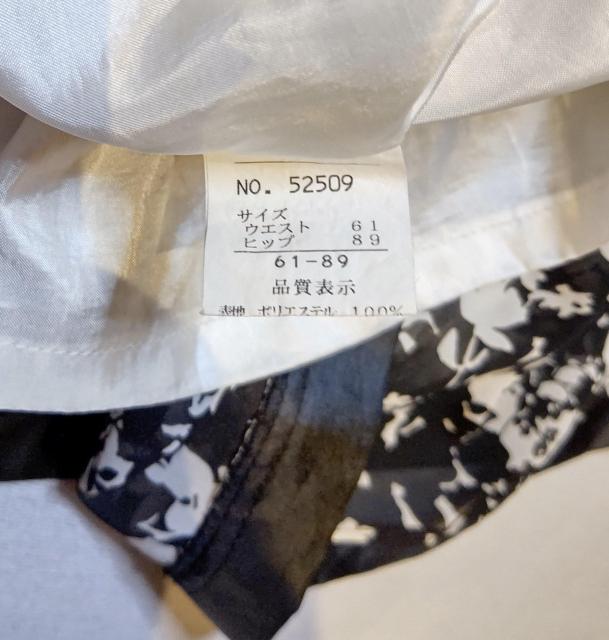 NO. 52509
サイズ
ウエスト 61
ヒップ 89
61-89
品質表示
表地 ポリエステル 100%